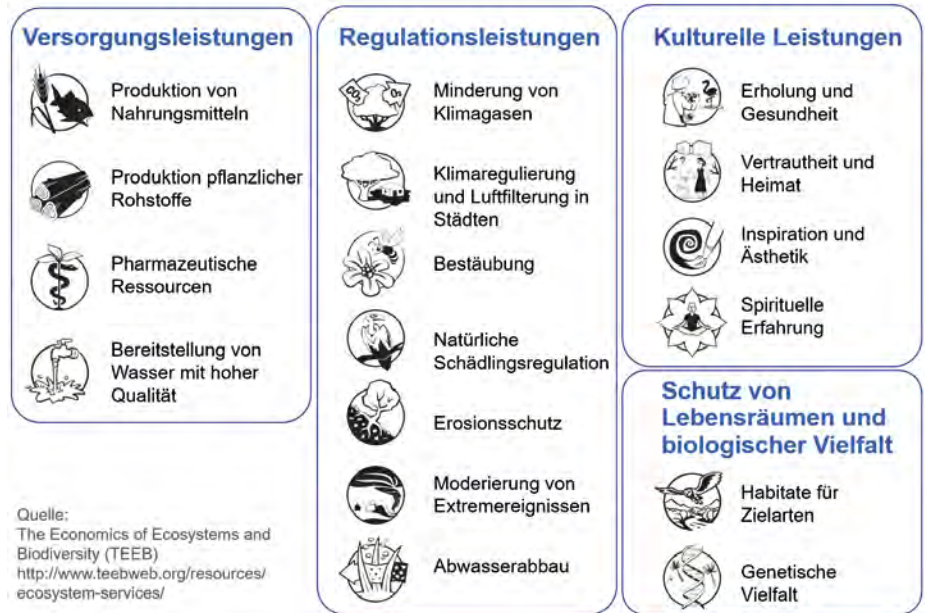 Versorgungsleistungen
Produktion von
Nahrungsmitteln
Produktion pflanzlicher
Rohstoffe
Pharmazeutische
Ressourcen
Bereitstellung von
Wasser mit hoher
Qualität
Quelle:
The Economics of Ecosystems and
Biodiversity (TEEB)
http://www.teebweb.org/resources/
ecosystem-services/
Regulationsleistungen
CO₂
O₂
Minderung von
Klimagasen
Klimaregulierung
und Luftfilterung in
Städten
Bestäubung
Natürliche
Schädlingsregulation
Erosionsschutz
Moderierung von
Extremereignissen
Abwasserabbau
Kulturelle Leistungen
Erholung und
Gesundheit
Vertrautheit und
Heimat
Inspiration und
Ästhetik
Spirituelle
Erfahrung
Schutz von
Lebensräumen und
biologischer Vielfalt
Habitate für
Zielarten
Genetische
Vielfalt